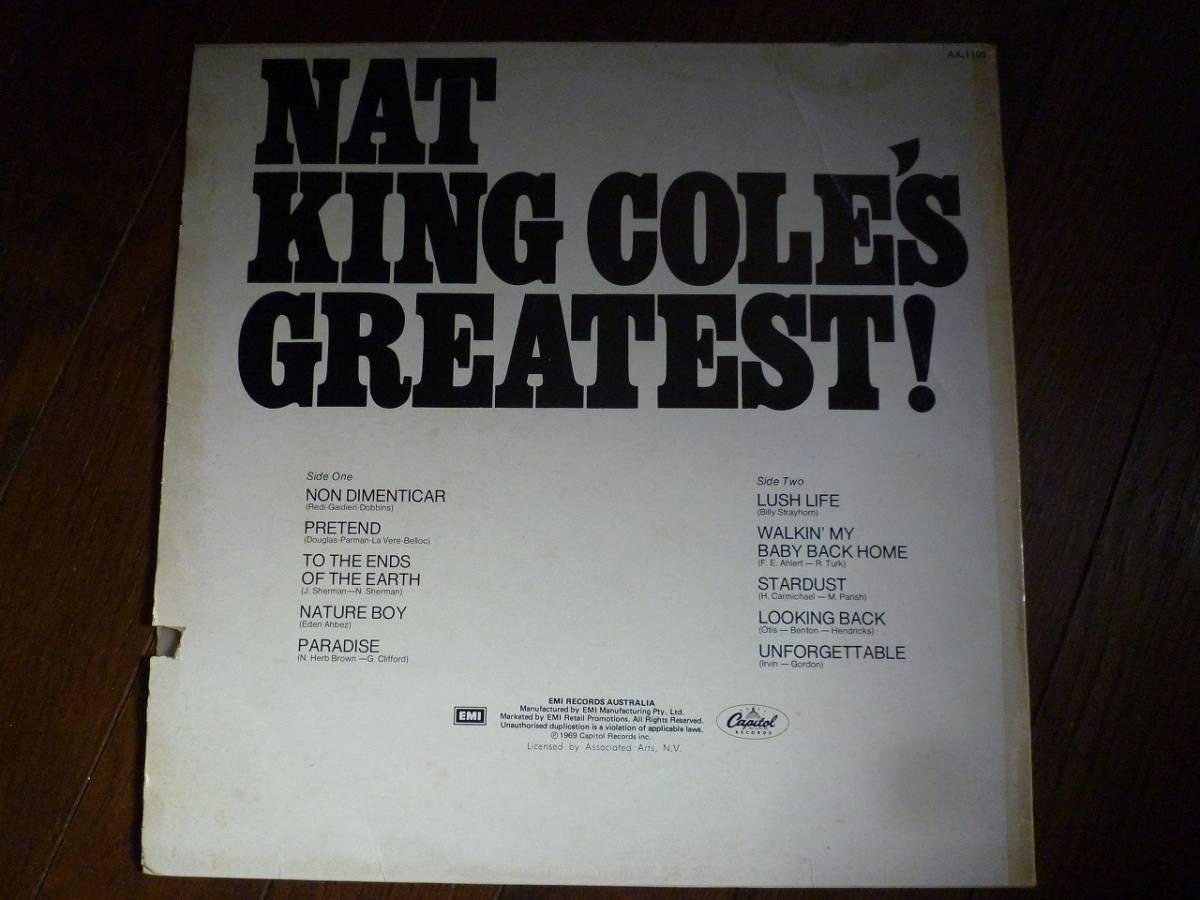 AX.1106
NAT
KING COLE'S
GREATEST!
Side One
NON DIMENTICAR
(Redi-Gaidieri-Dobbins)
PRETEND
(Douglas-Parman-La Vere-Belloc)
TO THE ENDS
OF THE EARTH
(J. Sherman—N. Sherman)
NATURE BOY
(Eden Ahbez)
PARADISE
(N. Herb Brown —G. Clifford)
Side Two
LUSH LIFE
(Billy Strayhorn)
WALKIN' MY
BABY BACK HOME
(F. E. Ahlert — R. Turk)
STARDUST
(H. Carmichael — M. Parish)
LOOKING BACK
(Otis — Benton — Hendricks)
UNFORGETTABLE
(Irvin — Gordon)
EMI
EMI RECORDS AUSTRALIA
Manufactured by EMI Manufacturing Pty. Ltd.
Marketed by EMI Retail Promotions. All Rights Reserved.
Unauthorised duplication is a violation of applicable laws.
℗ 1969 Capitol Records inc.
Licensed by Associated Arts, N.V.
Capitol
RECORDS